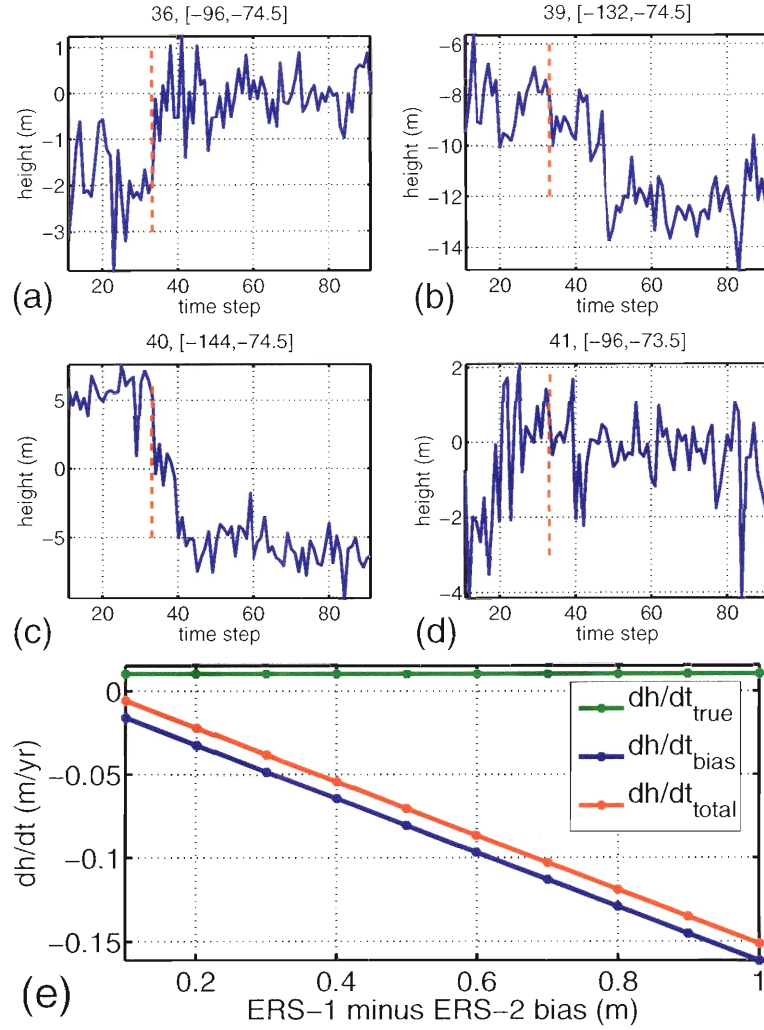 36, [-96,-74.5]
39, [-132,-74.5]
height (m)
1
0
-1
-2
-3
20
40
60
80
time step
(a)
height (m)
-6
-8
-10
-12
-14
20
40
60
80
time step
(b)
40, [-144,-74.5]
41, [-96,-73.5]
height (m)
5
0
-5
20
40
60
80
time step
(c)
height (m)
2
0
-2
-4
20
40
60
80
time step
(d)
dh/dt (m/yr)
0
-0.05
-0.1
-0.15
dh/dt_true
dh/dt_bias
dh/dt_total
0.2
0.4
0.6
0.8
1
(e)
ERS-1 minus ERS-2 bias (m)